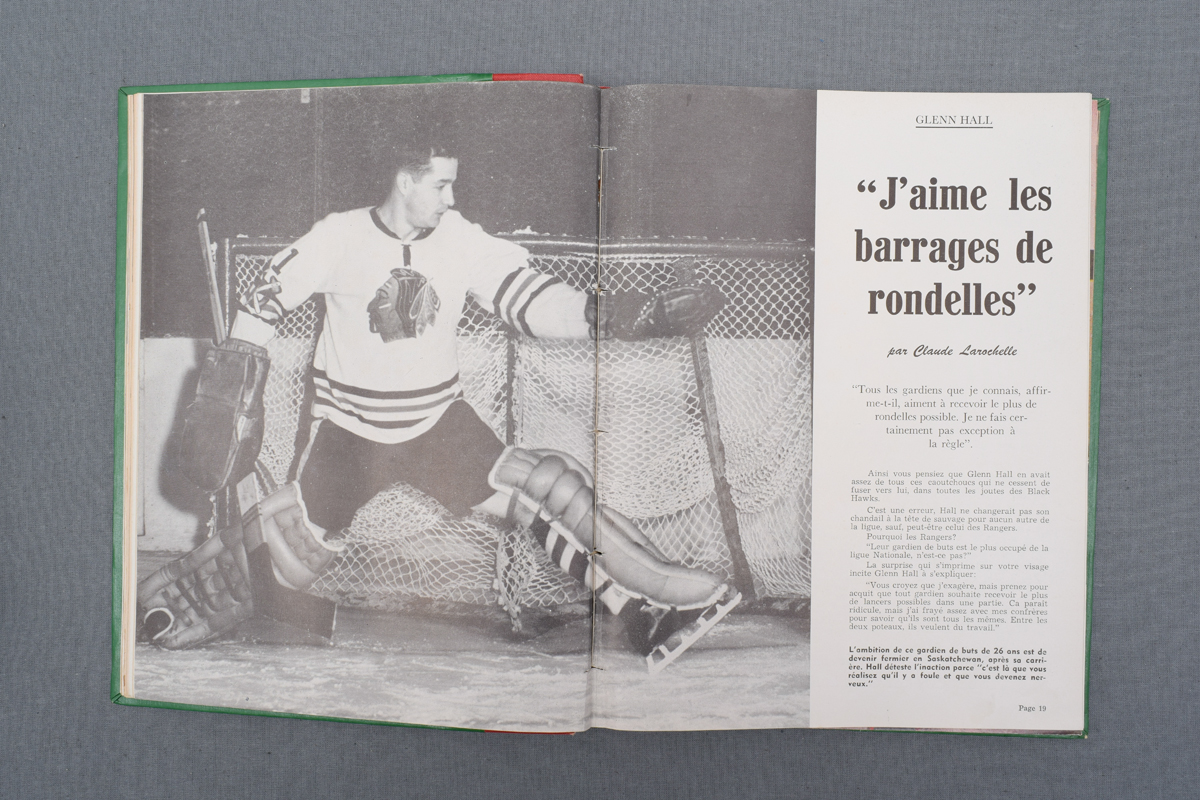 GLENN HALL
“J’aime les
barrages de
rondelles”
par Claude Larochelle
“Tous les gardiens que je connais, affir-
me-t-il, aiment à recevoir le plus de
rondelles possible. Je ne fais cer-
tainement pas exception à
la règle”.
Ainsi vous pensiez que Glenn Hall en avait
assez de tous ces caoutchoucs qui ne cessent de
fuser vers lui, dans toutes les joutes des Black
Hawks.
C’est une erreur, Hall ne changerait pas son
chandail à la tête de sauvage pour aucun autre de
la ligue, sauf, peut-être celui des Rangers.
Pourquoi les Rangers?
“Leur gardien de buts est le plus occupé de la
ligue Nationale, n’est-ce pas?”
La surprise qui s’imprime sur votre visage
incite Glenn Hall à s’expliquer:
“Vous croyez que j’exagère, mais prenez pour
acquit que tout gardien souhaite recevoir le plus
de lancers possibles dans une partie. Ca paraît
ridicule, mais j’ai frayé assez avec mes confrères
pour savoir qu’ils sont tous les mêmes. Entre les
deux poteaux, ils veulent du travail.”
L’ambition de ce gardien de buts de 26 ans est de
devenir fermier en Saskatchewan, après sa carri-
ère. Hall déteste l’inaction parce “c’est là que vous
réalisez qu’il y a foule et que vous devenez ner-
veux.”
Page 19